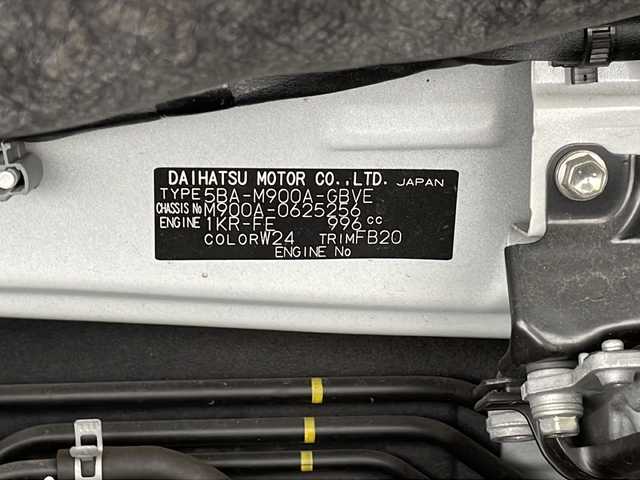 DAIHATSU MOTOR CO.,LTD. JAPAN
TYPE 5BA-M900A-GBVE
CHASSIS No M900A-0625256
ENGINE 1KR-FE 996 cc
COLOR W24 TRIM FB20
ENGINE No